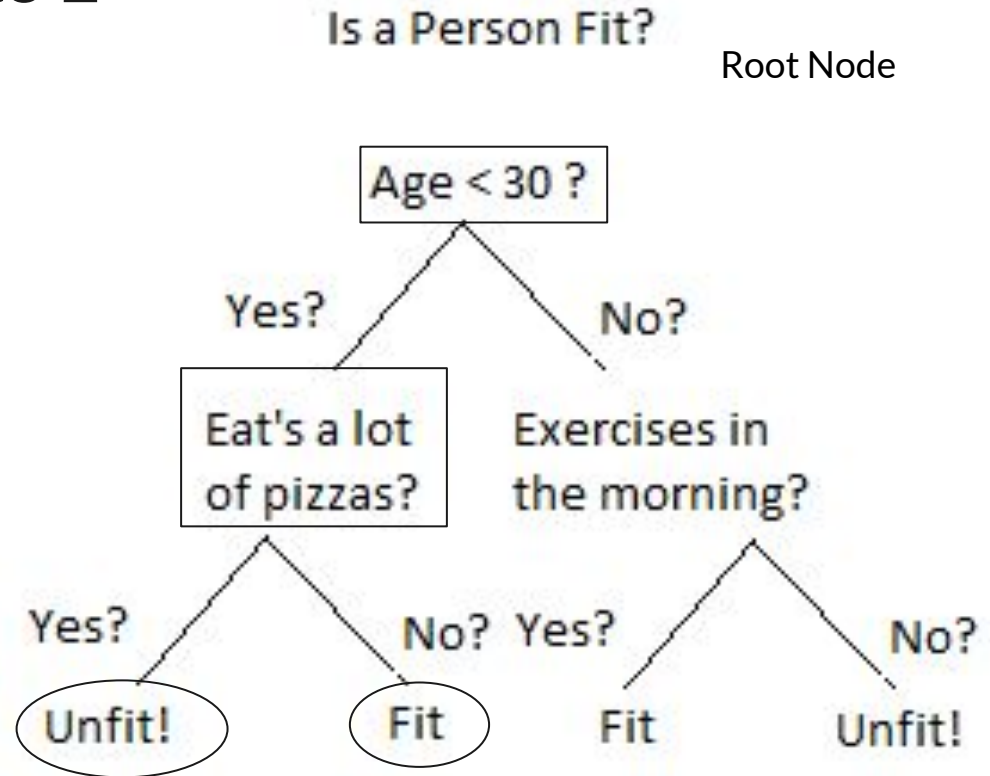 Is a Person Fit?
Root Node
Age < 30 ?
Yes?
No?
Eat's a lot
of pizzas?
Exercises in
the morning?
Yes?
No?
Yes?
No?
Unfit!
Fit
Fit
Unfit!